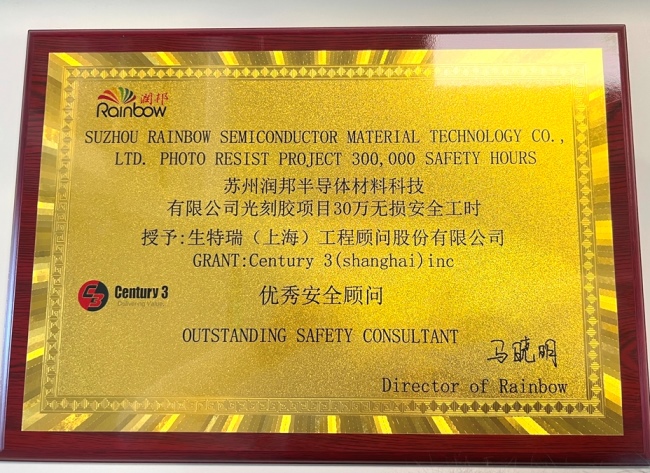 Rainbow 润邦
SUZHOU RAINBOW SEMICONDUCTOR MATERIAL TECHNOLOGY CO.,
LTD. PHOTO RESIST PROJECT 300,000 SAFETY HOURS
苏州润邦半导体材料科技
有限公司光刻胶项目30万无损安全工时
授予:生特瑞（上海）工程顾问股份有限公司
GRANT:Century 3(shanghai)inc
C3 Century 3
Delivering Value
优秀安全顾问
OUTSTANDING SAFETY CONSULTANT
马晓明
Director of Rainbow